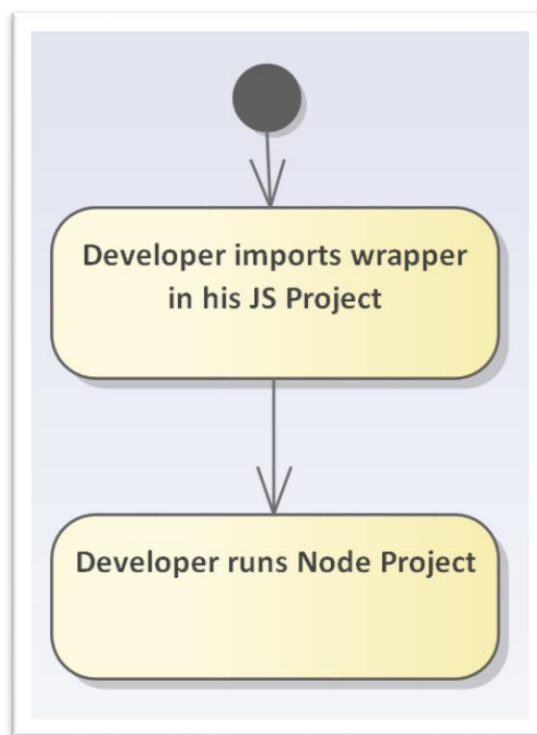 Developer imports wrapper
in his JS Project
Developer runs Node Project